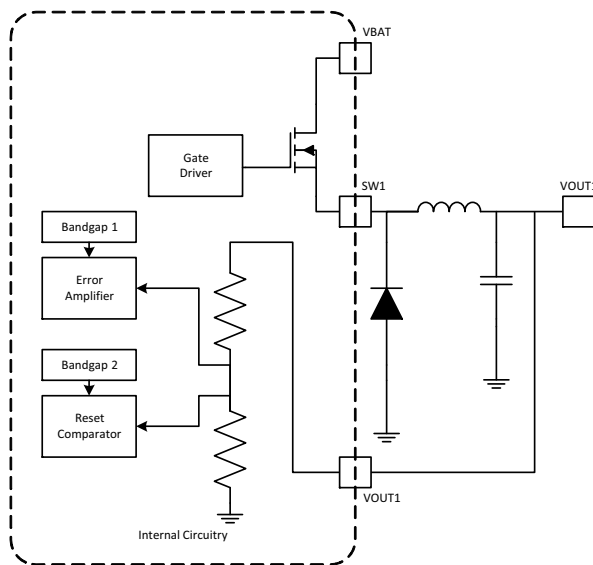 VBAT
Gate
Driver
SW1
VOUT1
Bandgap 1
Error
Amplifier
Bandgap 2
Reset
Comparator
VOUT1
Internal Circuitry